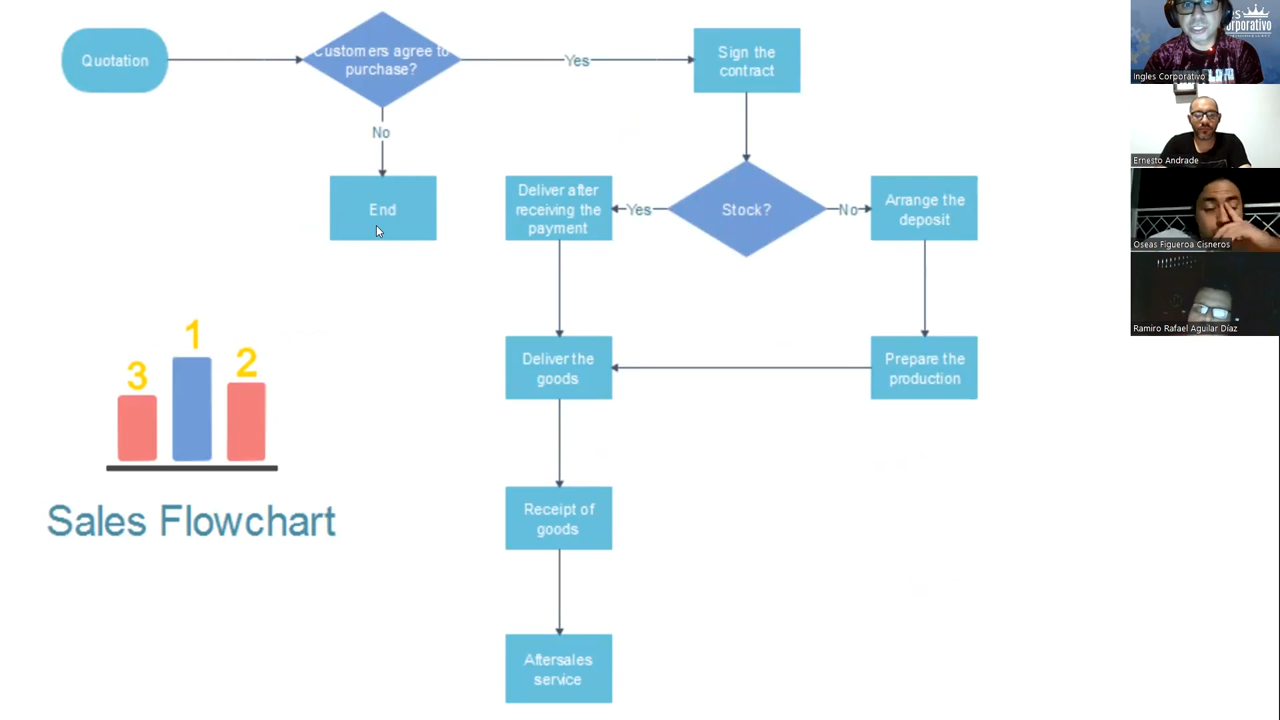 Quotation
Customers agree to
purchase?
Yes
Sign the
contract
No
End
Deliver after
receiving the
payment
Yes
Stock?
No
Arrange the
deposit
Deliver the
goods
Prepare the
production
Receipt of
goods
Aftersales
service
3
1
2
Sales Flowchart
Ingles Corporativo
Ernesto Andrade
Oseas Figueroa Cisneros
Ramiro Rafael Aguilar Díaz